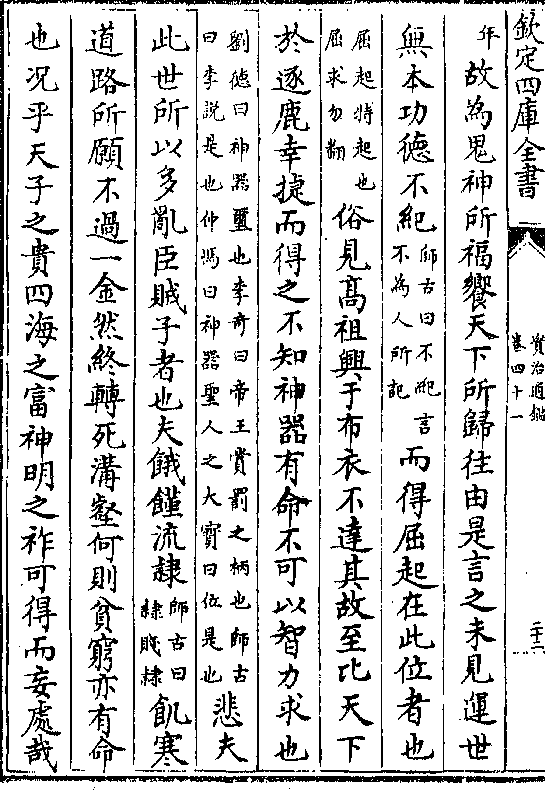 欽定四庫全書
資治通鑑
卷四十一
二十二
年故為鬼神所福饗天下所歸往由是言之未見運世
無本功德不紀師古曰不紀言不為人所記而得屈起在此位者也
屈起特起也屈求勿翻俗見髙祖興于布衣不達其故至比天下
於逐鹿幸捷而得之不知神器有命不可以智力求也
劉德曰神器璽也李竒曰帝王賞罰之柄也師古曰李説是也仲馮曰神器聖人之大寳曰位是也悲夫
此世所以多亂臣賊子者也夫餓饉流隸師古曰隸賤隸飢寒
道路所願不過一金然終轉死溝壑何則貧窮亦有命
也况乎天子之貴四海之富神明之祚可得而妄處哉